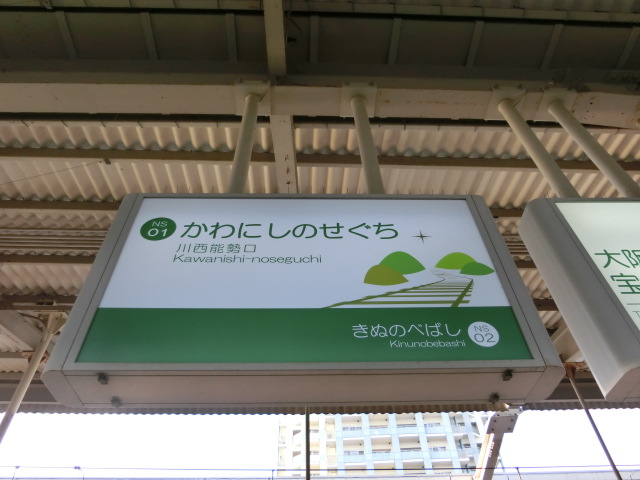 NS
01
かわにしのせぐち
川西能勢口
Kawanishi-noseguchi
きぬのべばし
Kinunobebashi
NS
02
大阪
宝